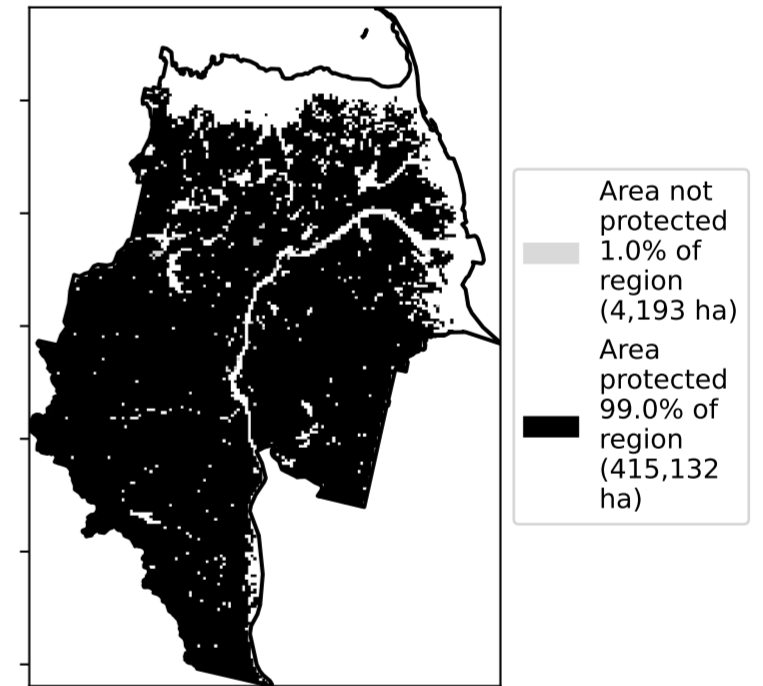 Area not
protected
1.0% of
region
(4,193 ha)
Area
protected
99.0% of
region
(415,132
ha)